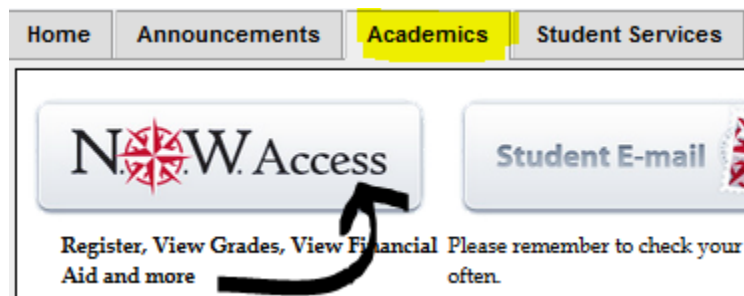 Home Announcements Academics Student Services
N.O.W. Access Student E-mail
Register, View Grades, View Financial Please remember to check your
Aid and more often.